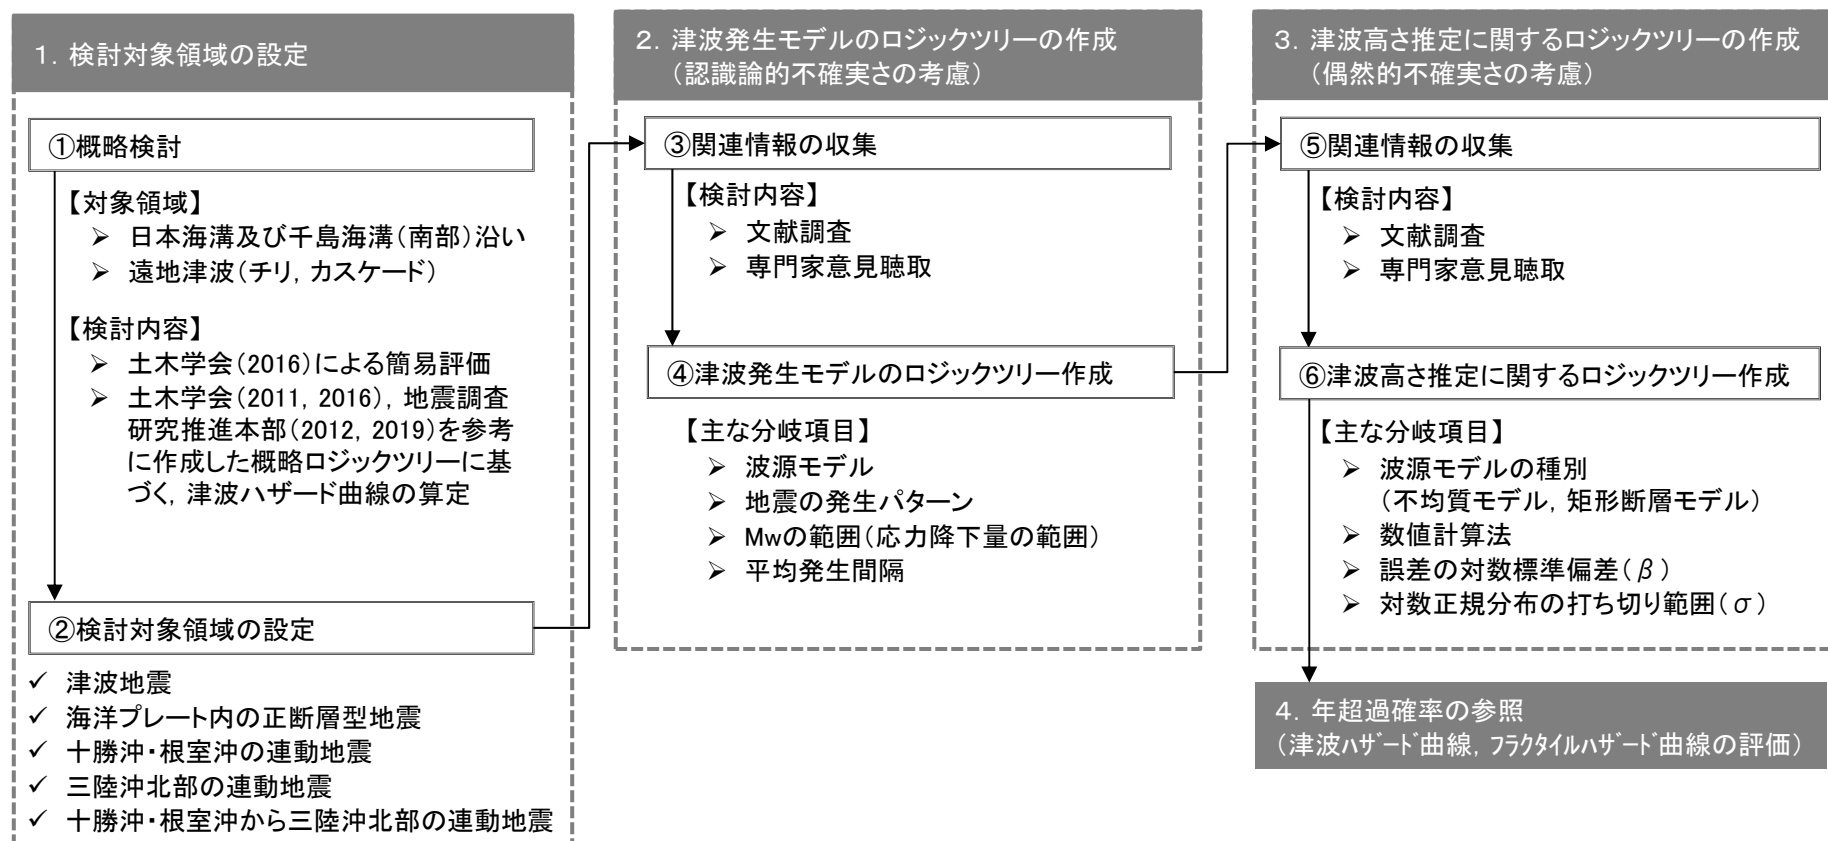 1．検討対象領域の設定
①概略検討
【対象領域】
➢ 日本海溝及び千島海溝（南部）沿い
➢ 遠地津波（チリ，カスケード）
【検討内容】
➢ 土木学会（2016）による簡易評価
➢ 土木学会（2011，2016），地震調査
研究推進本部（2012，2019）を参考
に作成した概略ロジックツリーに基
づく，津波ハザード曲線の算定
②検討対象領域の設定
✓ 津波地震
✓ 海洋プレート内の正断層型地震
✓ 十勝沖・根室沖の連動地震
✓ 三陸沖北部の連動地震
✓ 十勝沖・根室沖から三陸沖北部の連動地震
2．津波発生モデルのロジックツリーの作成
（認識論的不確実さの考慮）
③関連情報の収集
【検討内容】
➢ 文献調査
➢ 専門家意見聴取
④津波発生モデルのロジックツリー作成
【主な分岐項目】
➢ 波源モデル
➢ 地震の発生パターン
➢ Mwの範囲（応力降下量の範囲）
➢ 平均発生間隔
3．津波高さ推定に関するロジックツリーの作成
（偶然的不確実さの考慮）
⑤関連情報の収集
【検討内容】
➢ 文献調査
➢ 専門家意見聴取
⑥津波高さ推定に関するロジックツリー作成
【主な分岐項目】
➢ 波源モデルの種別
（不均質モデル，矩形断層モデル）
➢ 数値計算法
➢ 誤差の対数標準偏差（β）
➢ 対数正規分布の打ち切り範囲（σ）
4．年超過確率の参照
（津波ﾊｻﾞｰﾄﾞ曲線，ﾌﾗｸﾀｲﾙﾊｻﾞｰﾄﾞ曲線の評価）